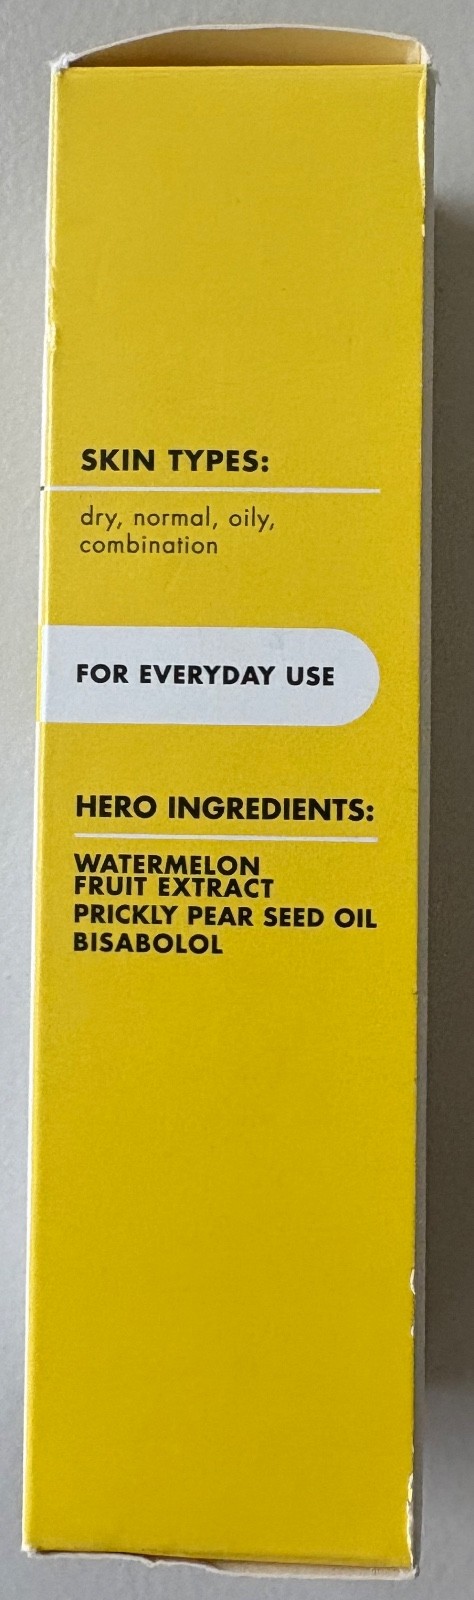 SKIN TYPES:
dry, normal, oily,
combination
FOR EVERYDAY USE
HERO INGREDIENTS:
WATERMELON
FRUIT EXTRACT
PRICKLY PEAR SEED OIL
BISABOLOL